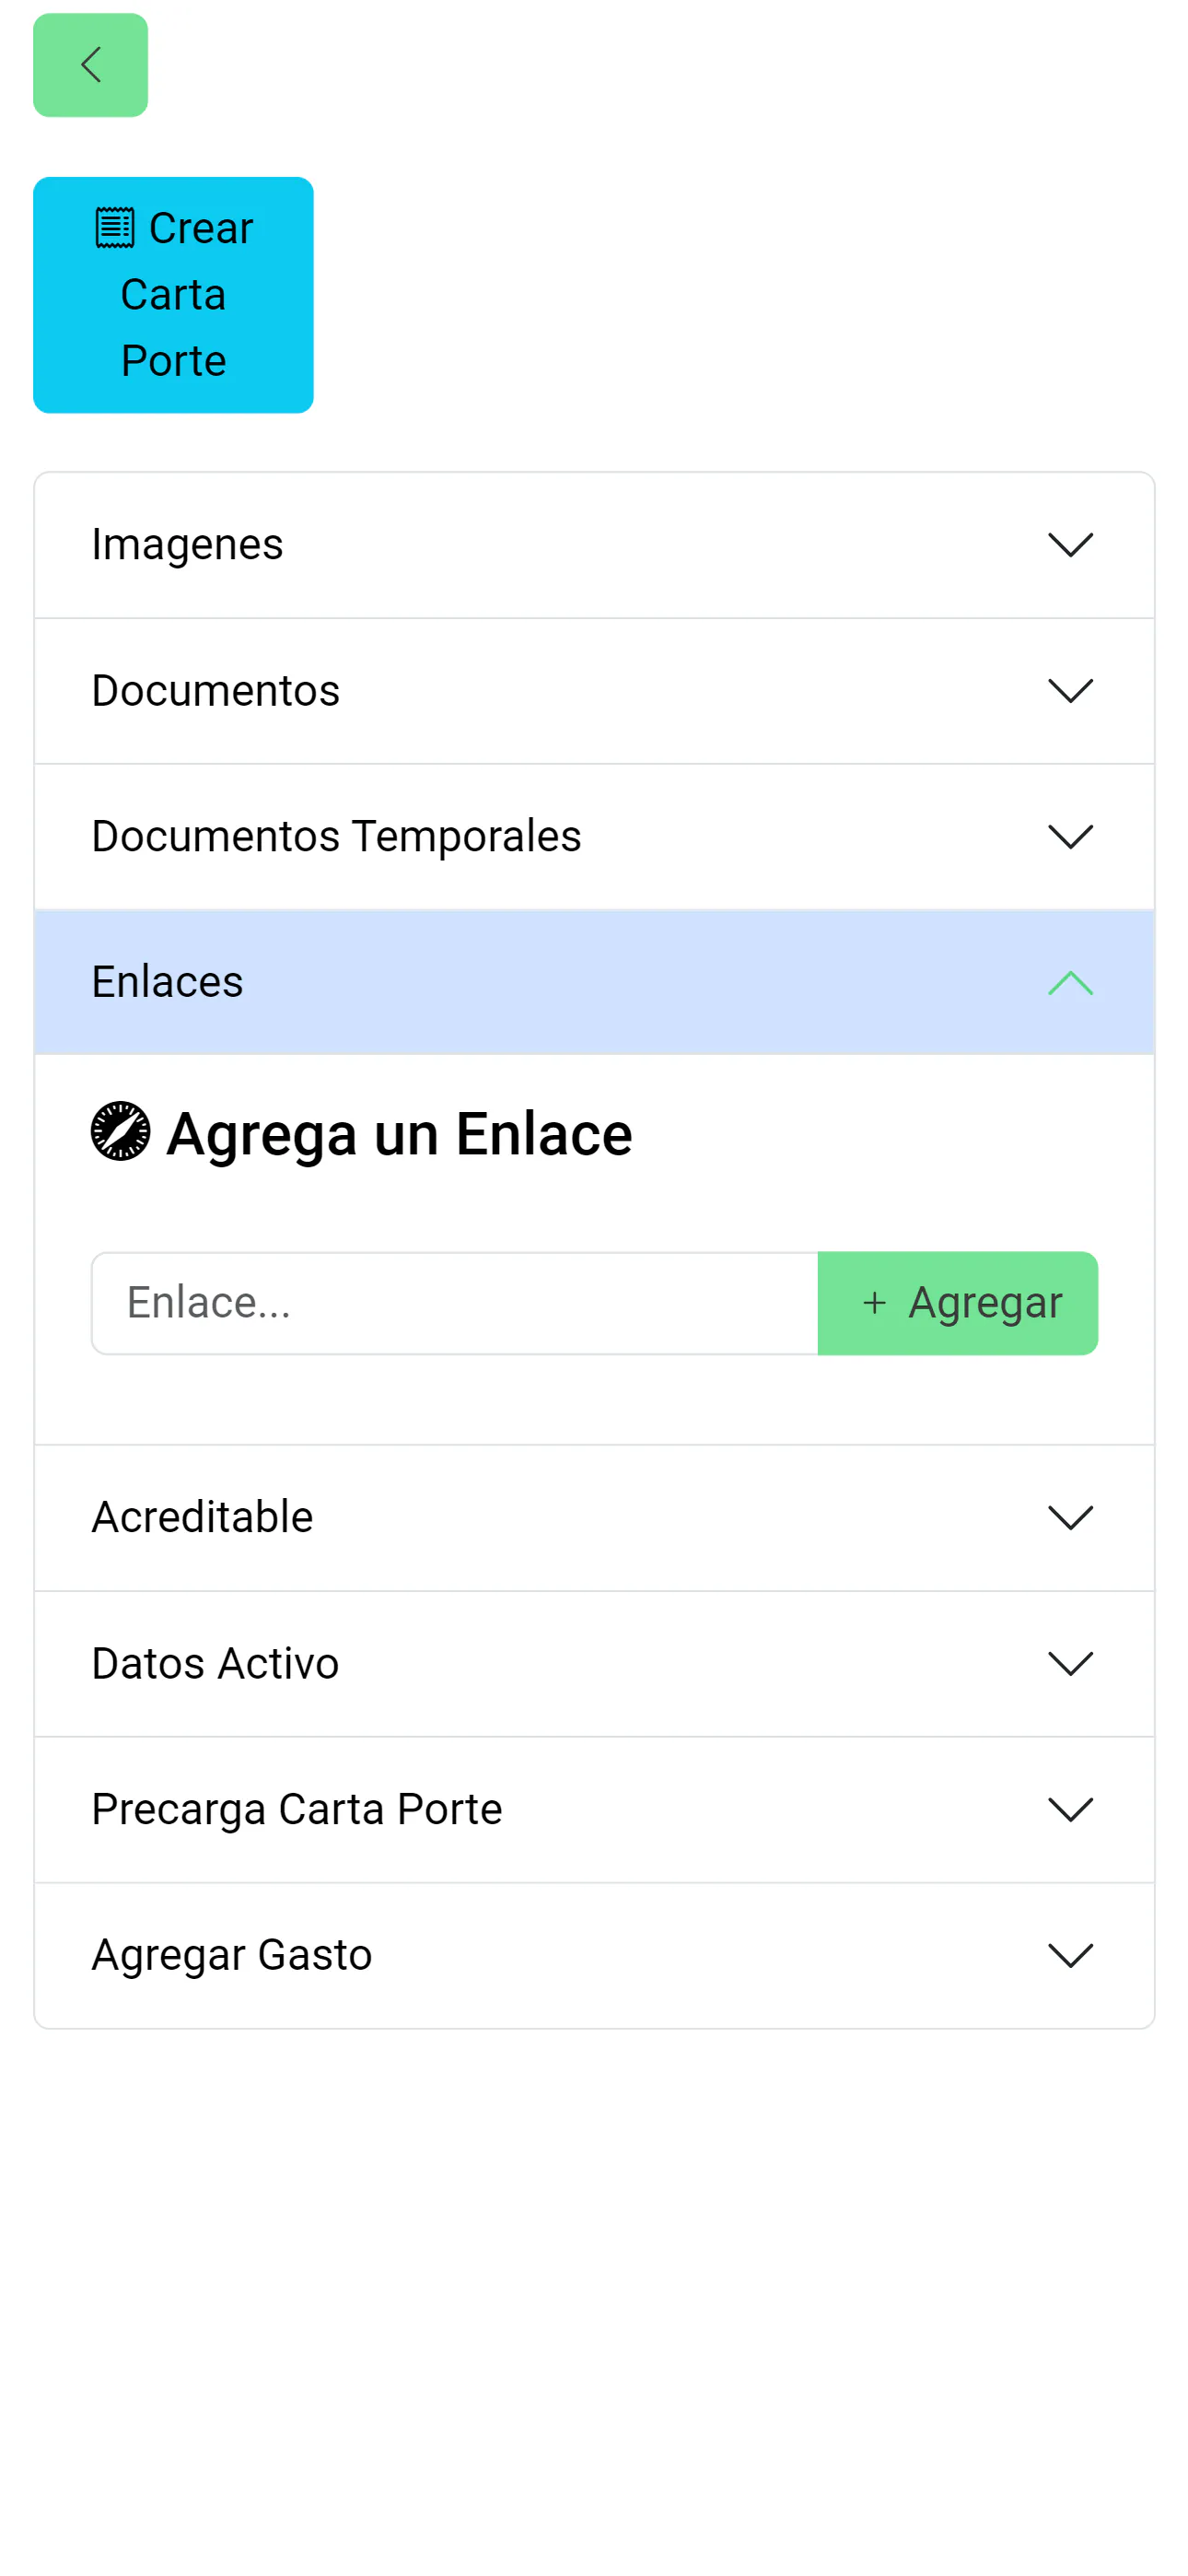 Crear
Carta
Porte
Imagenes
Documentos
Documentos Temporales
Enlaces
Agrega un Enlace
Enlace...
+ Agregar
Acreditable
Datos Activo
Precarga Carta Porte
Agregar Gasto